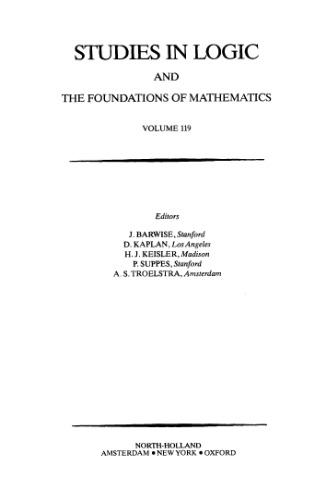 STUDIES IN LOGIC
AND
THE FOUNDATIONS OF MATHEMATICS
VOLUME 119
Editors
J. BARWISE, Stanford
D. KAPLAN, Los Angeles
H. J. KEISLER, Madison
P. SUPPES, Stanford
A. S. TROELSTRA, Amsterdam
NORTH-HOLLAND
AMSTERDAM • NEW YORK • OXFORD